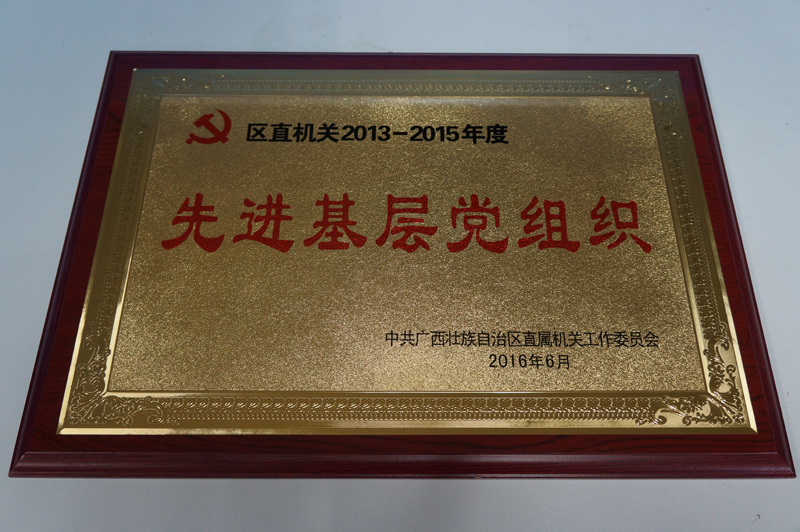 区直机关2013-2015年度
先进基层党组织
中共广西壮族自治区直属机关工作委员会
2016年6月